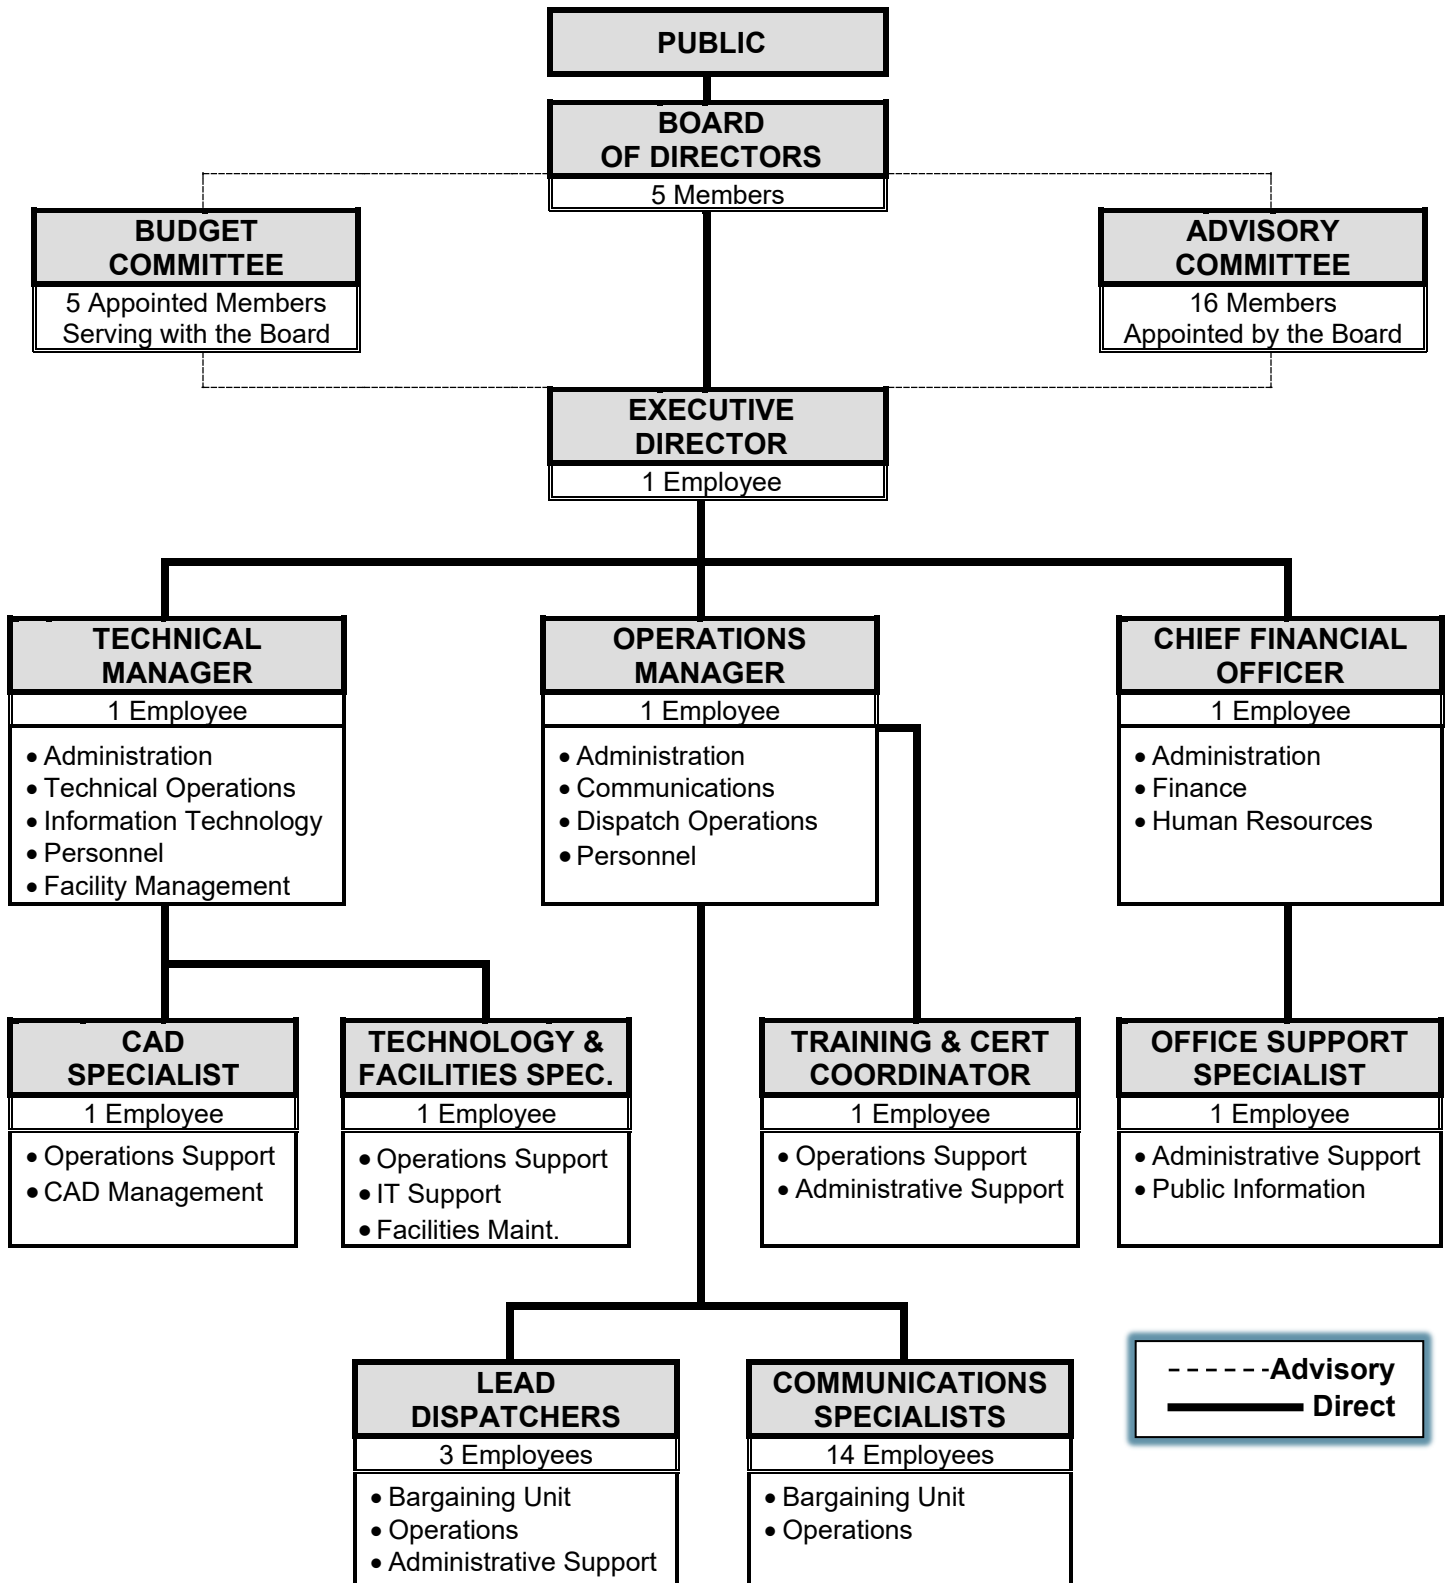 PUBLIC
BOARD
OF DIRECTORS
5 Members
BUDGET
COMMITTEE
5 Appointed Members
Serving with the Board
ADVISORY
COMMITTEE
16 Members
Appointed by the Board
EXECUTIVE
DIRECTOR
1 Employee
TECHNICAL
MANAGER
1 Employee
• Administration
• Technical Operations
• Information Technology
• Personnel
• Facility Management
OPERATIONS
MANAGER
1 Employee
• Administration
• Communications
• Dispatch Operations
• Personnel
CHIEF FINANCIAL
OFFICER
1 Employee
• Administration
• Finance
• Human Resources
CAD
SPECIALIST
1 Employee
• Operations Support
• CAD Management
TECHNOLOGY &
FACILITIES SPEC.
1 Employee
• Operations Support
• IT Support
• Facilities Maint.
TRAINING & CERT
COORDINATOR
1 Employee
• Operations Support
• Administrative Support
OFFICE SUPPORT
SPECIALIST
1 Employee
• Administrative Support
• Public Information
LEAD
DISPATCHERS
3 Employees
• Bargaining Unit
• Operations
• Administrative Support
COMMUNICATIONS
SPECIALISTS
14 Employees
• Bargaining Unit
• Operations
Advisory
Direct